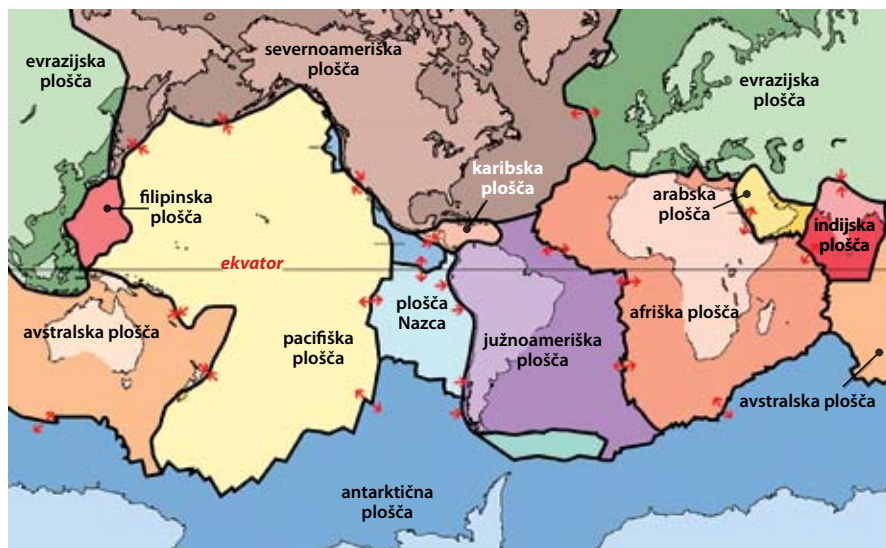 evrazijska
plošča
severnoameriška
plošča
evrazijska
plošča
karibska
plošča
filipinska
plošča
arabska
plošča
indijska
plošča
ekvator
avstralska plošča
pacifiška
plošča
plošča
Nazca
južnoameriška
plošča
afriška plošča
avstralska plošča
antarktična
plošča